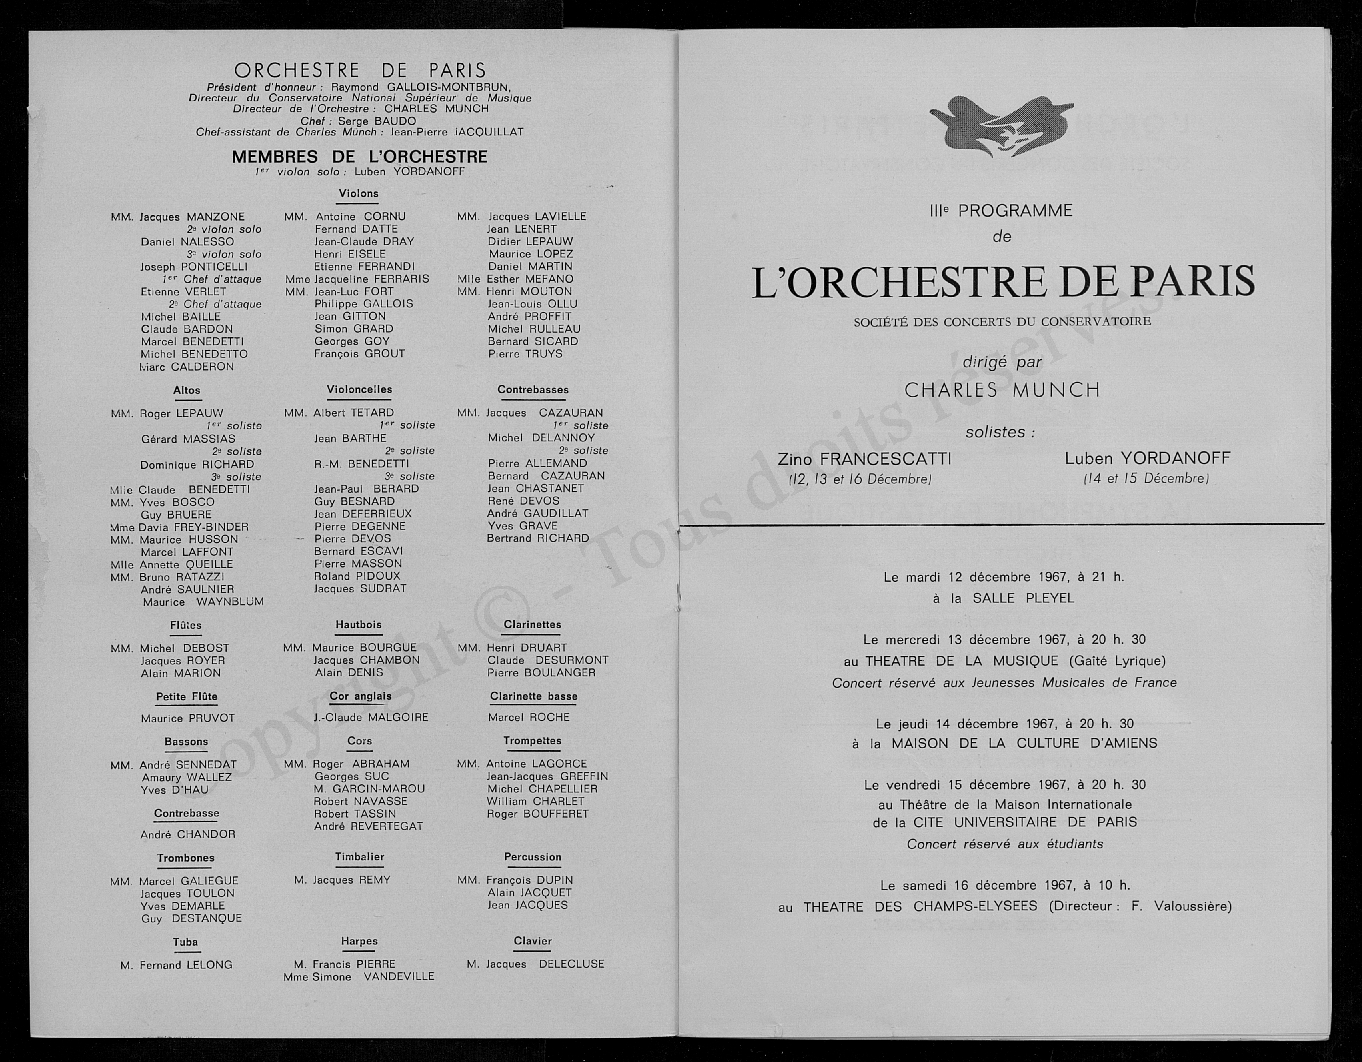 ORCHESTRE DE PARIS
Président d'honneur : Raymond GALLOIS-MONTBRUN,
Directeur du Conservatoire National Supérieur de Musique
Directeur de l'Orchestre : CHARLES MUNCH
Chef : Serge BAUDO
Chef-assistant de Charles Munch : Jean-Pierre IACQUILLAT
MEMBRES DE L'ORCHESTRE
1er violon solo : Luben YORDANOFF
Violons
MM. Jacques MANZONE
2e violon solo
Daniel NALESSO
3e violon solo
Joseph PONTICELLI
1er Chef d'attaque
Etienne VERLET
2e Chef d'attaque
Michel BAILLE
Claude BARDON
Marcel BENEDETTI
Michel BENEDETTO
Marc CALDERON
MM. Antoine CORNU
Fernand DATTE
Jean-Claude DRAY
Henri EISELE
Etienne FERRANDI
Mme Jacqueline FERRARIS
MM. Jean-Luc FORT
Philippe GALLOIS
Jean GITTON
Simon GRARD
Georges GOY
François GROUT
MM. Jacques LAVIELLE
Jean LENERT
Didier LEPAUW
Maurice LOPEZ
Daniel MARTIN
Mlle Esther MEFANO
MM. Henri MOUTON
Jean-Louis OLLU
André PROFFIT
Michel RULLEAU
Bernard SICARD
Pierre TRUYS
Altos
MM. Roger LEPAUW
1er soliste
Gérard MASSIAS
2e soliste
Dominique RICHARD
3e soliste
Mlle Claude BENEDETTI
MM. Yves BOSCO
Guy BRUERE
Mme Davia FREY-BINDER
MM. Maurice HUSSON
Marcel LAFFONT
Mlle Annette QUEILLE
MM. Bruno RATAZZI
André SAULNIER
Maurice WAYNBLUM
Violoncelles
MM. Albert TETARD
1er soliste
Jean BARTHE
2e soliste
R.-M. BENEDETTI
3e soliste
Jean-Paul BERARD
Guy BESNARD
Jean DEFERRIEUX
Pierre DEGENNE
Pierre DEVOS
Bernard ESCAVI
Pierre MASSON
Roland PIDOUX
Jacques SUDRAT
Contrebasses
MM. Jacques CAZAURAN
1er soliste
Michel DELANNOY
2e soliste
Pierre ALLEMAND
Bernard CAZAURAN
Jean CHASTANET
René DEVOS
André GAUDILLAT
Yves GRAVE
Bertrand RICHARD
Flûtes
MM. Michel DEBOST
Jacques ROYER
Alain MARION
Hautbois
MM. Maurice BOURGUE
Jacques CHAMBON
Alain DENIS
Clarinettes
MM. Henri DRUART
Claude DESURMONT
Pierre BOULANGER
Petite Flûte
Maurice PRUVOT
Cor anglais
J.-Claude MALGOIRE
Clarinette basse
Marcel ROCHE
Bassons
MM. André SENNEDAT
Amaury WALLEZ
Yves D'HAU
Contrebasse
André CHANDOR
Cors
MM. Roger ABRAHAM
Georges SUC
M. GARCIN-MAROU
Robert NAVASSE
Robert TASSIN
André REVERTEGAT
Trompettes
MM. Antoine LAGORCE
Jean-Jacques GREFFIN
Michel CHAPELLIER
William CHARLET
Roger BOUFFERET
Trombones
MM. Marcel GALIEGUE
Jacques TOULON
Yves DEMARLE
Guy DESTANQUE
Timbalier
M. Jacques REMY
Percussion
MM. François DUPIN
Alain JACQUET
Jean JACQUES
Tuba
M. Fernand LELONG
Harpes
M. Francis PIERRE
Mme Simone VANDEVILLE
Clavier
M. Jacques DELECLUSE
IIIe PROGRAMME
de
L'ORCHESTRE DE PARIS
SOCIÉTÉ DES CONCERTS DU CONSERVATOIRE
dirigé par
CHARLES MUNCH
solistes :
Zino FRANCESCATTI
(12, 13 et 16 Décembre)
Luben YORDANOFF
(14 et 15 Décembre)
Le mardi 12 décembre 1967, à 21 h.
à la SALLE PLEYEL
Le mercredi 13 décembre 1967, à 20 h. 30
au THEATRE DE LA MUSIQUE (Gaîté Lyrique)
Concert réservé aux Jeunesses Musicales de France
Le jeudi 14 décembre 1967, à 20 h. 30
à la MAISON DE LA CULTURE D'AMIENS
Le vendredi 15 décembre 1967, à 20 h. 30
au Théâtre de la Maison Internationale
de la CITE UNIVERSITAIRE DE PARIS
Concert réservé aux étudiants
Le samedi 16 décembre 1967, à 10 h.
au THEATRE DES CHAMPS-ELYSEES (Directeur : F. Valoussière)
Copyright © - Tous droits réservés.